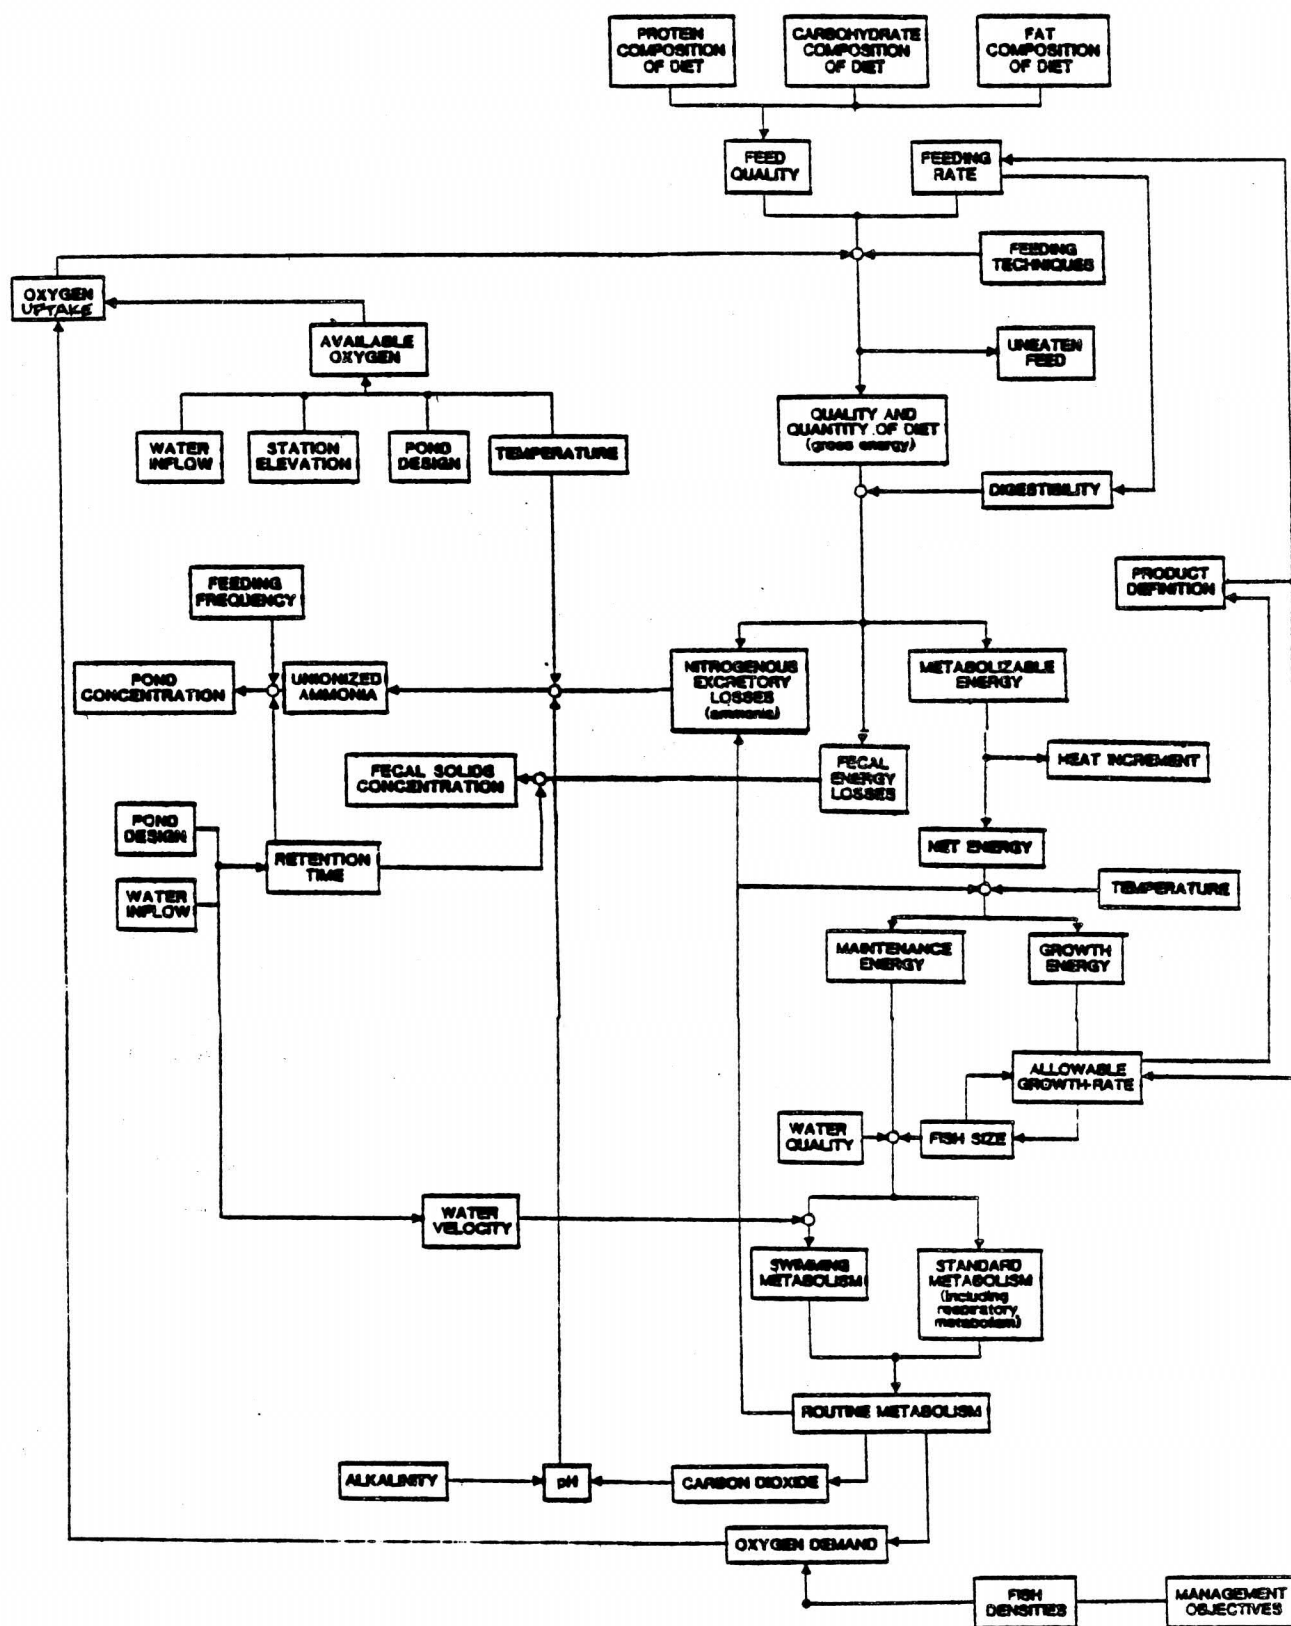 PROTEIN
COMPOSITION
OF DIET
CARBOHYDRATE
COMPOSITION
OF DIET
FAT
COMPOSITION
OF DIET
FEED
QUALITY
FEEDING
RATE
FEEDING
TECHNIQUES
OXYGEN
UPTAKE
AVAILABLE
OXYGEN
UNEATEN
FEED
QUALITY AND
QUANTITY OF DIET
(gross energy)
WATER
INFLOW
STATION
ELEVATION
POND
DESIGN
TEMPERATURE
DIGESTIBILITY
FEEDING
FREQUENCY
PRODUCT
DEFINITION
POND
CONCENTRATION
UNIONIZED
AMMONIA
NITROGENOUS
EXCRETORY
LOSSES
(ammonia)
METABOLIZABLE
ENERGY
FECAL SOLIDS
CONCENTRATION
FECAL
ENERGY
LOSSES
HEAT INCREMENT
POND
DESIGN
RETENTION
TIME
NET ENERGY
WATER
INFLOW
TEMPERATURE
MAINTENANCE
ENERGY
GROWTH
ENERGY
ALLOWABLE
GROWTH-RATE
WATER
QUALITY
FISH SIZE
WATER
VELOCITY
SWIMMING
METABOLISM
STANDARD
METABOLISM
(including
respiratory
metabolism)
ROUTINE METABOLISM
ALKALINITY
pH
CARBON DIOXIDE
OXYGEN DEMAND
FISH
DENSITIES
MANAGEMENT
OBJECTIVES